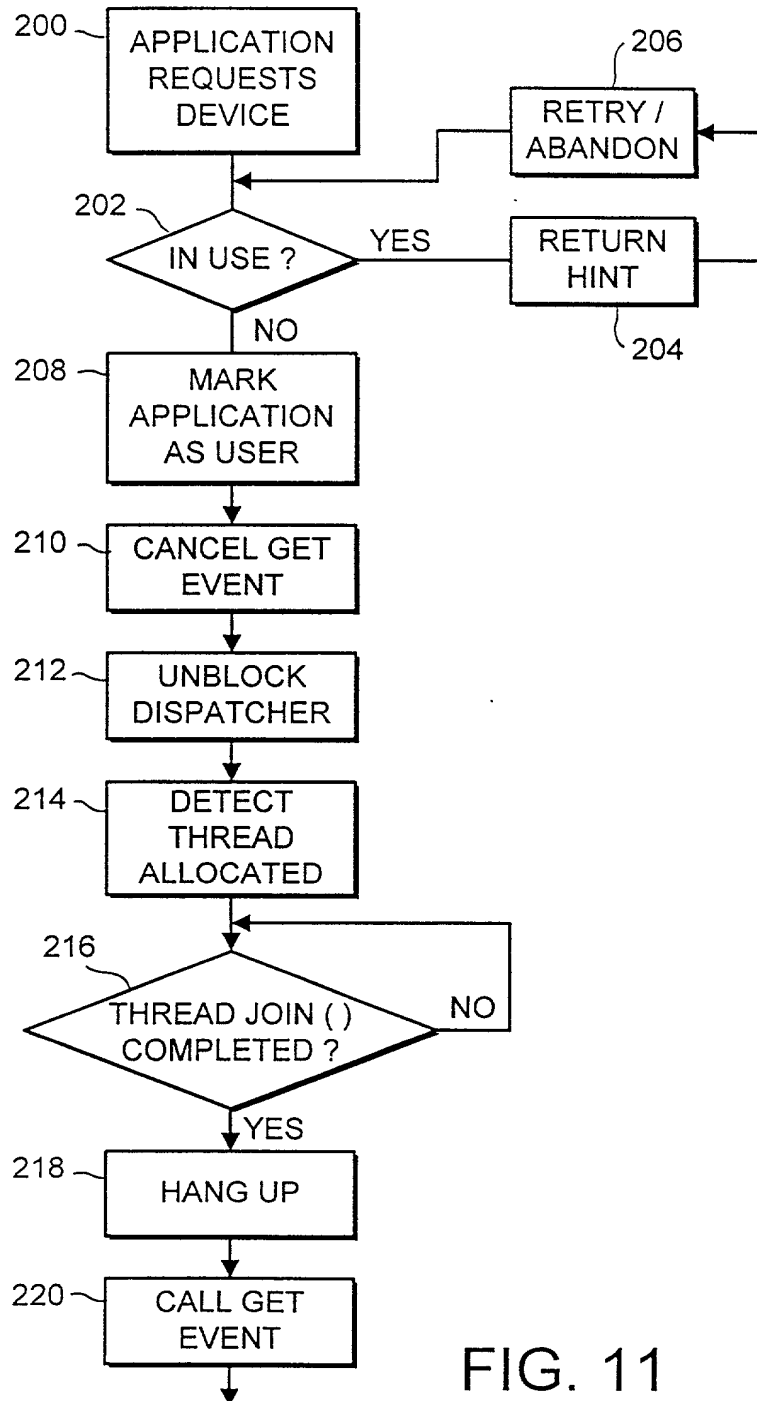 200
APPLICATION
REQUESTS
DEVICE
206
RETRY /
ABANDON
202
IN USE ?
YES
RETURN
HINT
204
NO
208
MARK
APPLICATION
AS USER
210
CANCEL GET
EVENT
212
UNBLOCK
DISPATCHER
214
DETECT
THREAD
ALLOCATED
216
THREAD JOIN ( )
COMPLETED ?
NO
YES
218
HANG UP
220
CALL GET
EVENT
FIG. 11